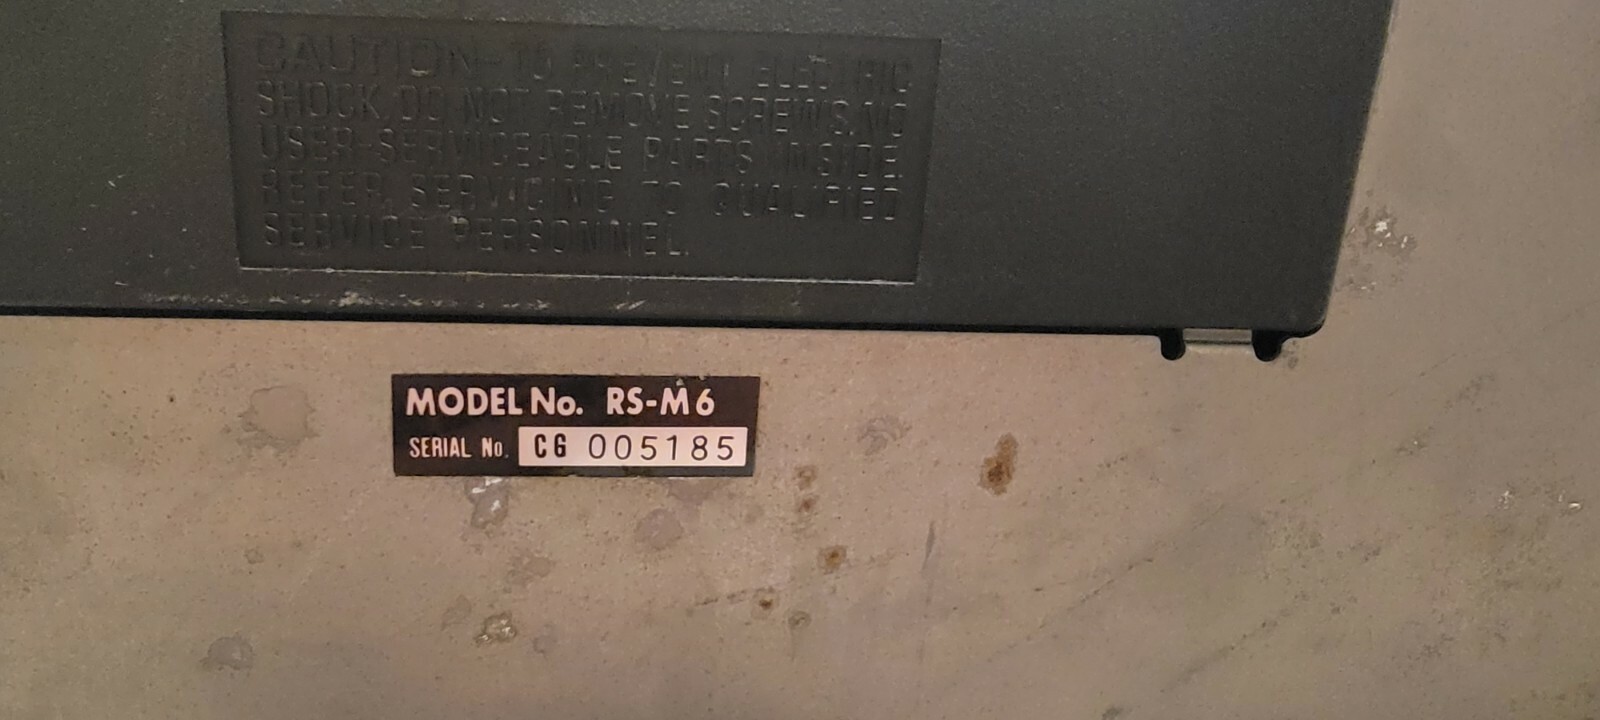 CAUTION-TO PREVENT ELECTRIC
SHOCK, DO NOT REMOVE SCREWS. NO
USER-SERVICEABLE PARTS INSIDE.
REFER SERVICING TO QUALIFIED
SERVICE PERSONNEL.
MODEL No. RS-M6
SERIAL No. CG 005185